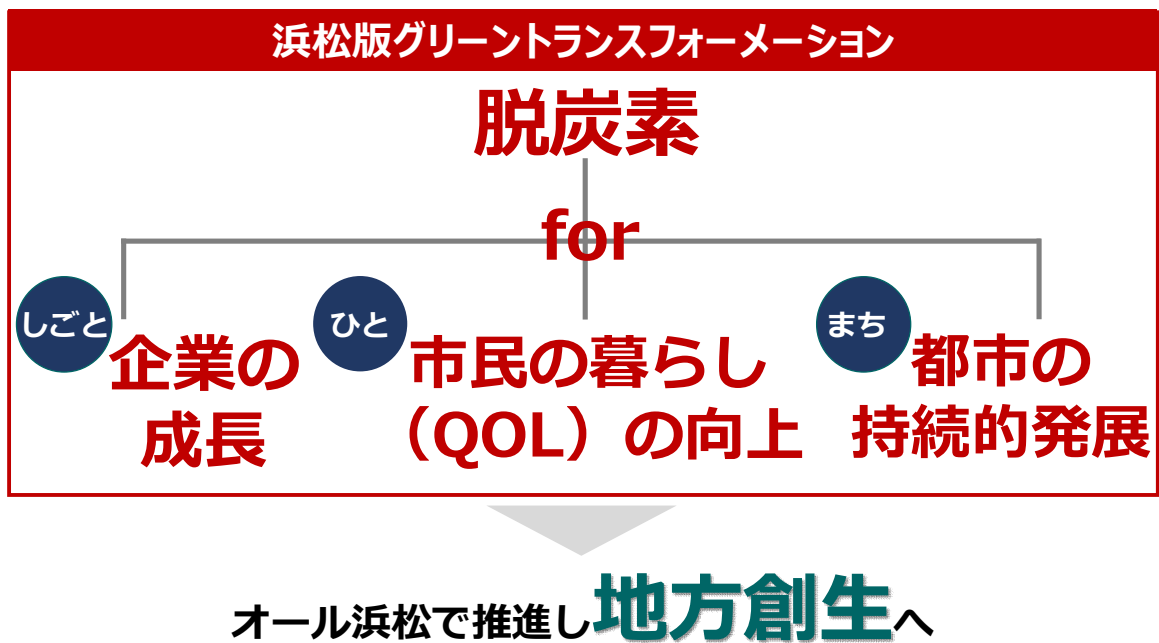 浜松版グリーントランスフォーメーション
脱炭素
for
しごと
企業の
成長
ひと
市民の暮らし
（QOL）の向上
まち
都市の
持続的発展
オール浜松で推進し地方創生へ